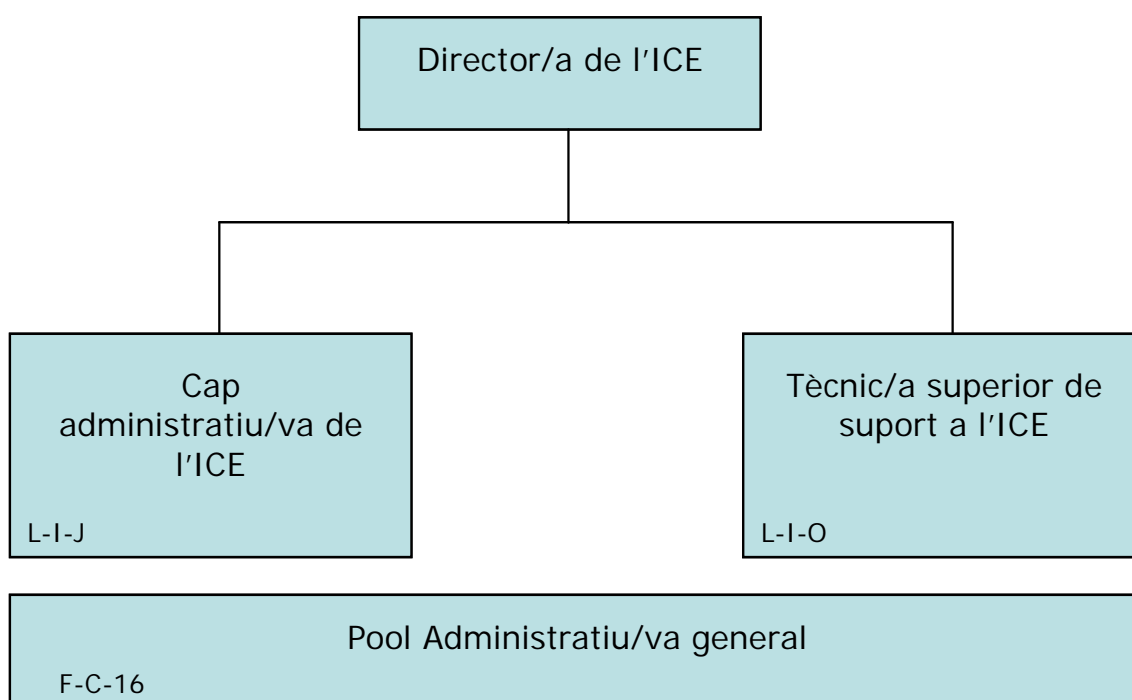 Director/a de l'ICE
Cap
administratiu/va de
l'ICE
L-I-J
Tècnic/a superior de
suport a l'ICE
L-I-O
Pool Administratiu/va general
F-C-16